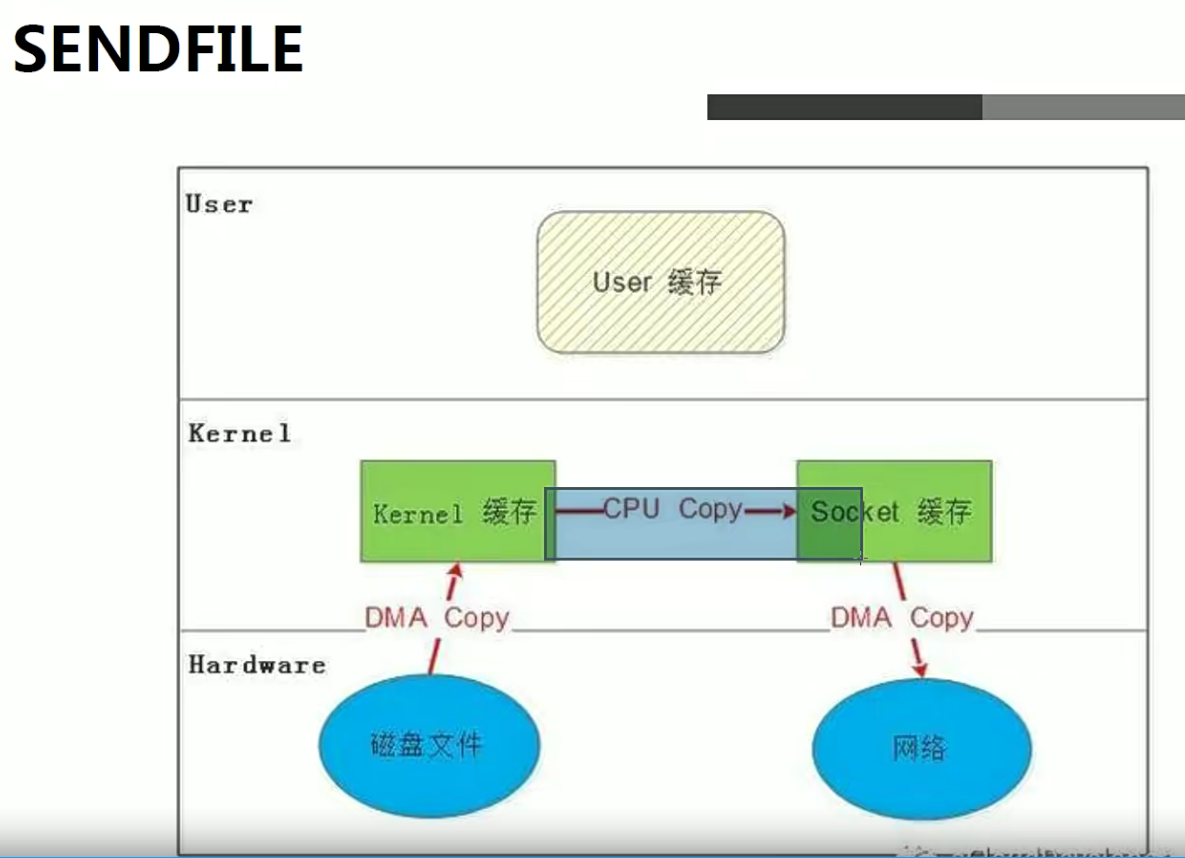 SENDFILE
User
User 缓存
Kernel
Kernel 缓存
CPU Copy
Socket 缓存
DMA Copy
DMA Copy
Hardware
磁盘文件
网络